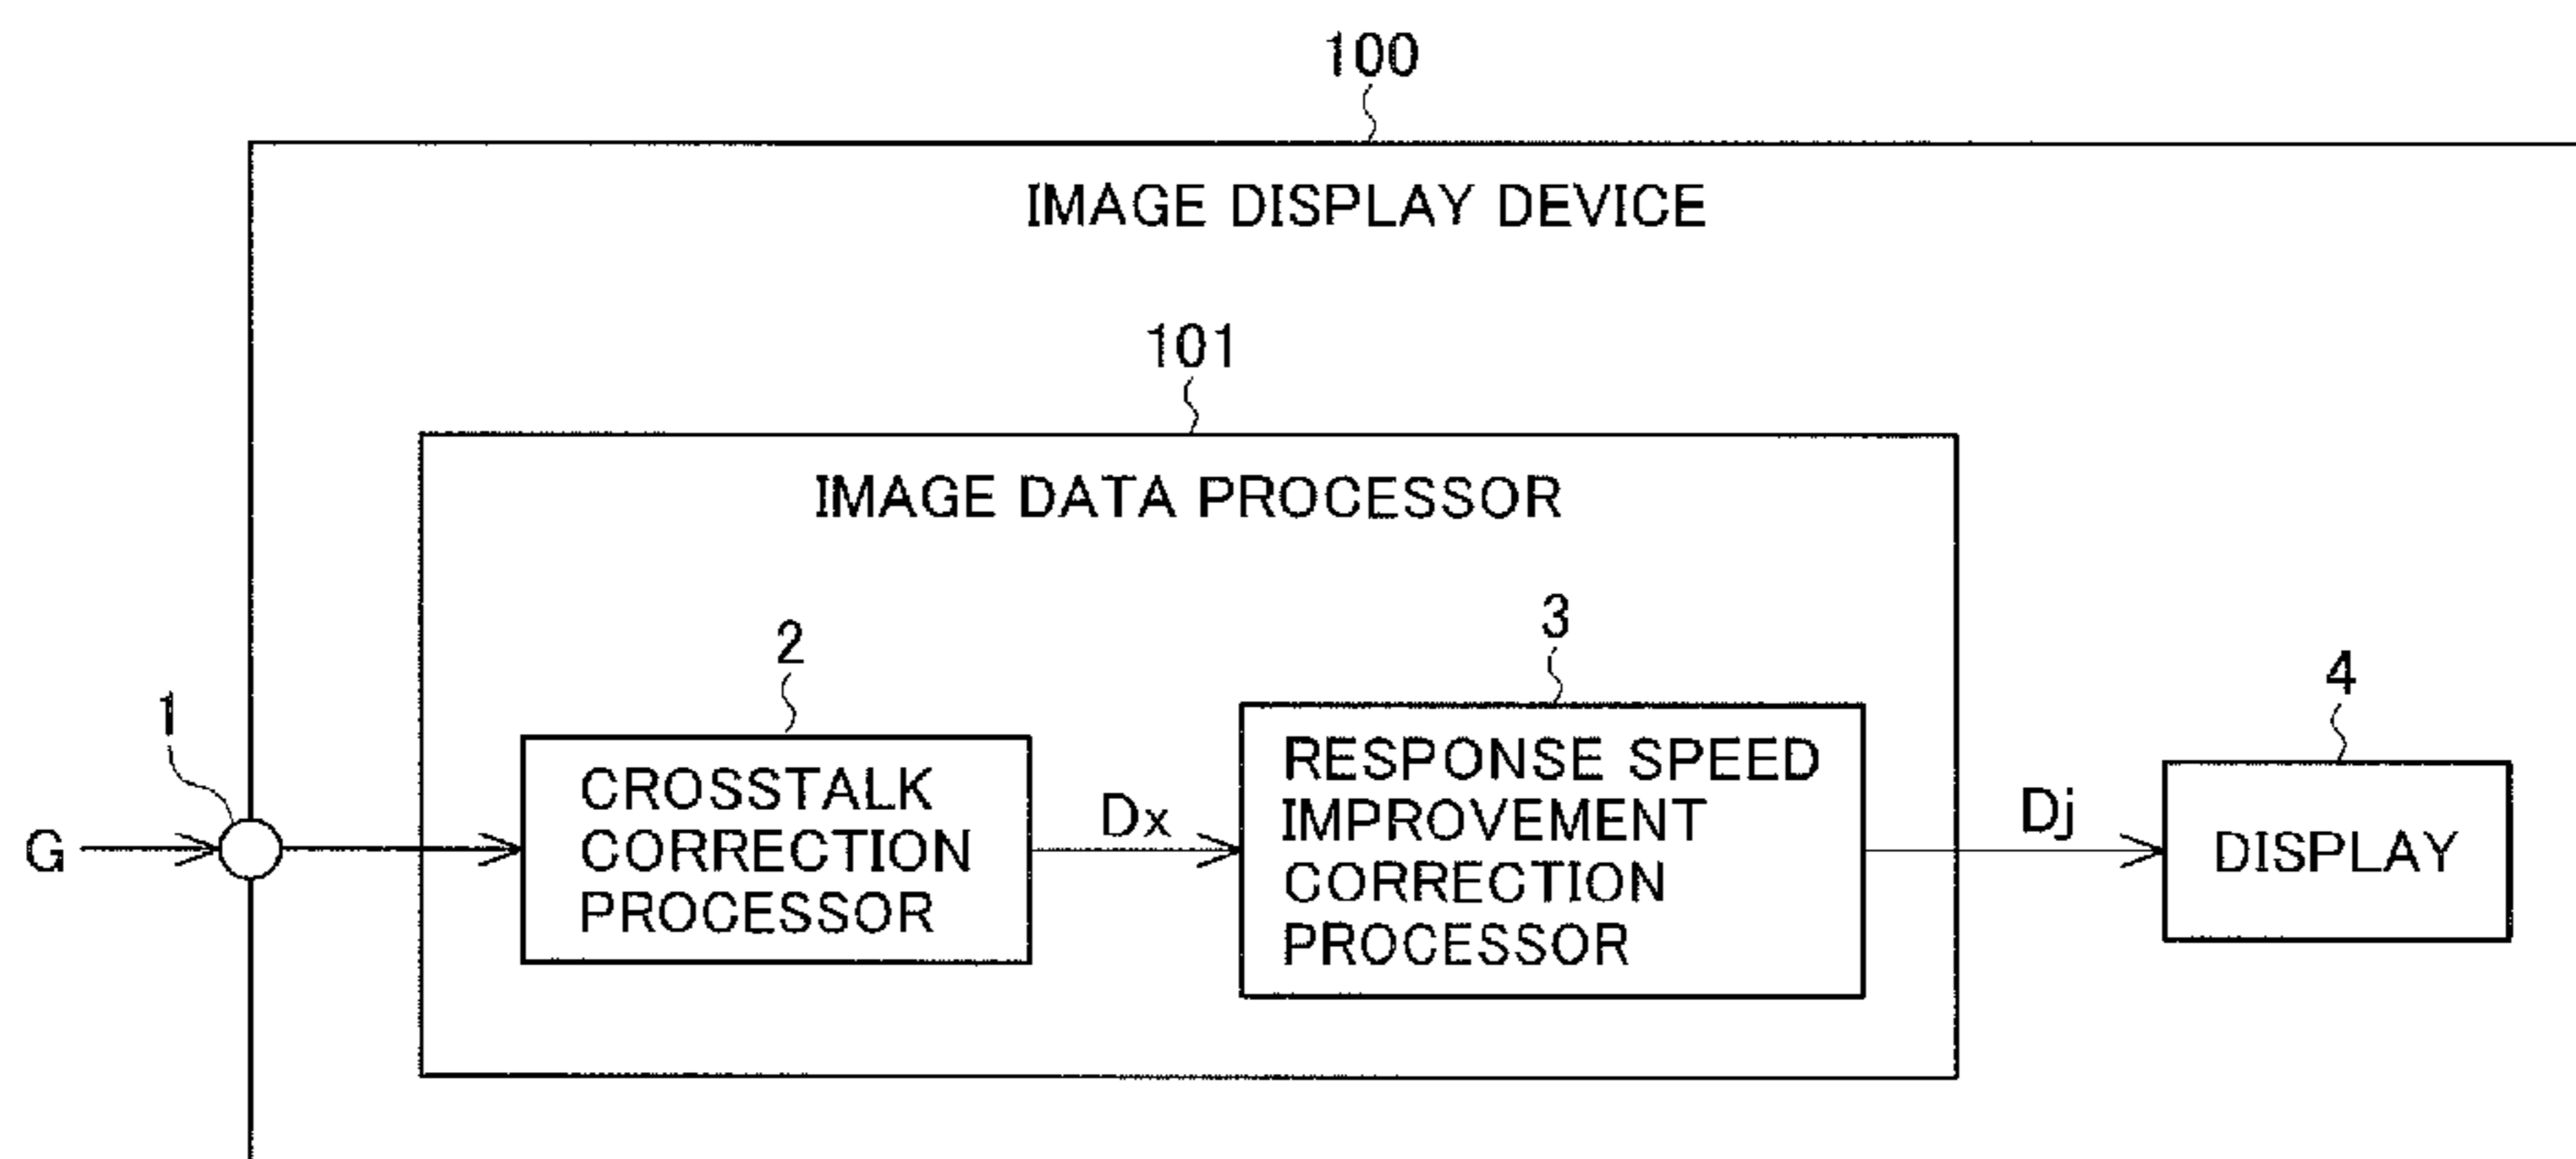 100
IMAGE DISPLAY DEVICE
101
IMAGE DATA PROCESSOR
1
2
3
4
G
CROSSTALK
CORRECTION
PROCESSOR
Dx
RESPONSE SPEED
IMPROVEMENT
CORRECTION
PROCESSOR
Dj
DISPLAY